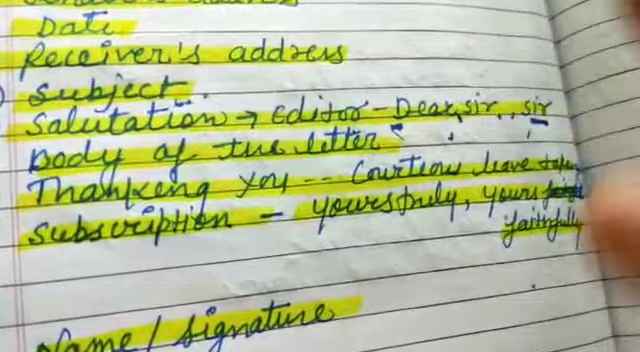 Date
Receiver's address
Subject
Salutation → Editor - Dear, sir, sir
body of the letter
Thanking you -- Courteous leave taking
Subscription - yours truly, yours
faithfully
Name / Signature